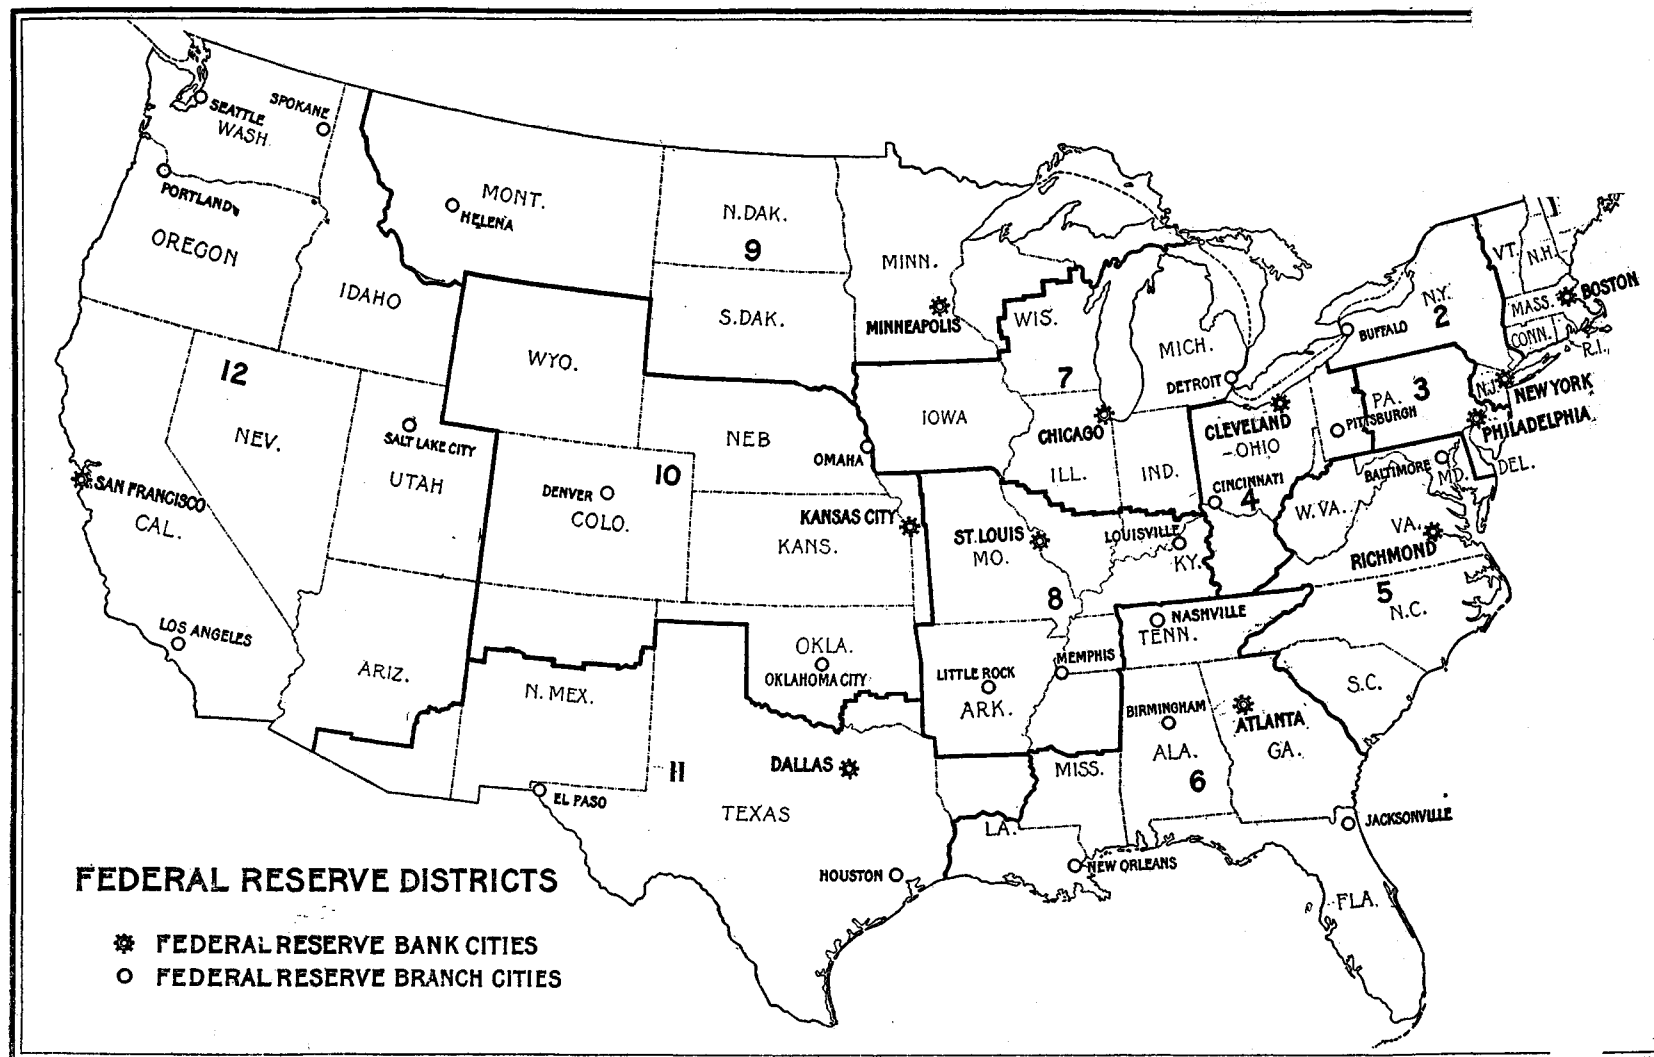 SEATTLE
SPOKANE
WASH.
PORTLAND
OREGON
IDAHO
MONT.
HELENA
N.DAK.
9
S.DAK.
MINN.
MINNEAPOLIS
WIS.
MICH.
DETROIT
7
VT.
N.H.
MASS.
BOSTON
CONN.
R.I.
N.Y.
2
BUFFALO
N.J.
NEW YORK
PA.
3
PITTSBURGH
PHILADELPHIA
12
NEV.
WYO.
SALT LAKE CITY
UTAH
SAN FRANCISCO
CAL.
LOS ANGELES
10
DENVER
COLO.
NEB
OMAHA
IOWA
CHICAGO
ILL.
IND.
CLEVELAND
OHIO
CINCINNATI
4
BALTIMORE
MD.
DEL.
W.VA.
VA.
RICHMOND
KANSAS CITY
KANS.
ST. LOUIS
MO.
LOUISVILLE
KY.
8
5
N.C.
NASHVILLE
TENN.
MEMPHIS
S.C.
ARIZ.
N. MEX.
OKLA.
OKLAHOMA CITY
LITTLE ROCK
ARK.
BIRMINGHAM
ALA.
6
ATLANTA
GA.
11
DALLAS
TEXAS
EL PASO
HOUSTON
MISS.
LA.
NEW ORLEANS
JACKSONVILLE
FLA.
FEDERAL RESERVE DISTRICTS
FEDERAL RESERVE BANK CITIES
FEDERAL RESERVE BRANCH CITIES